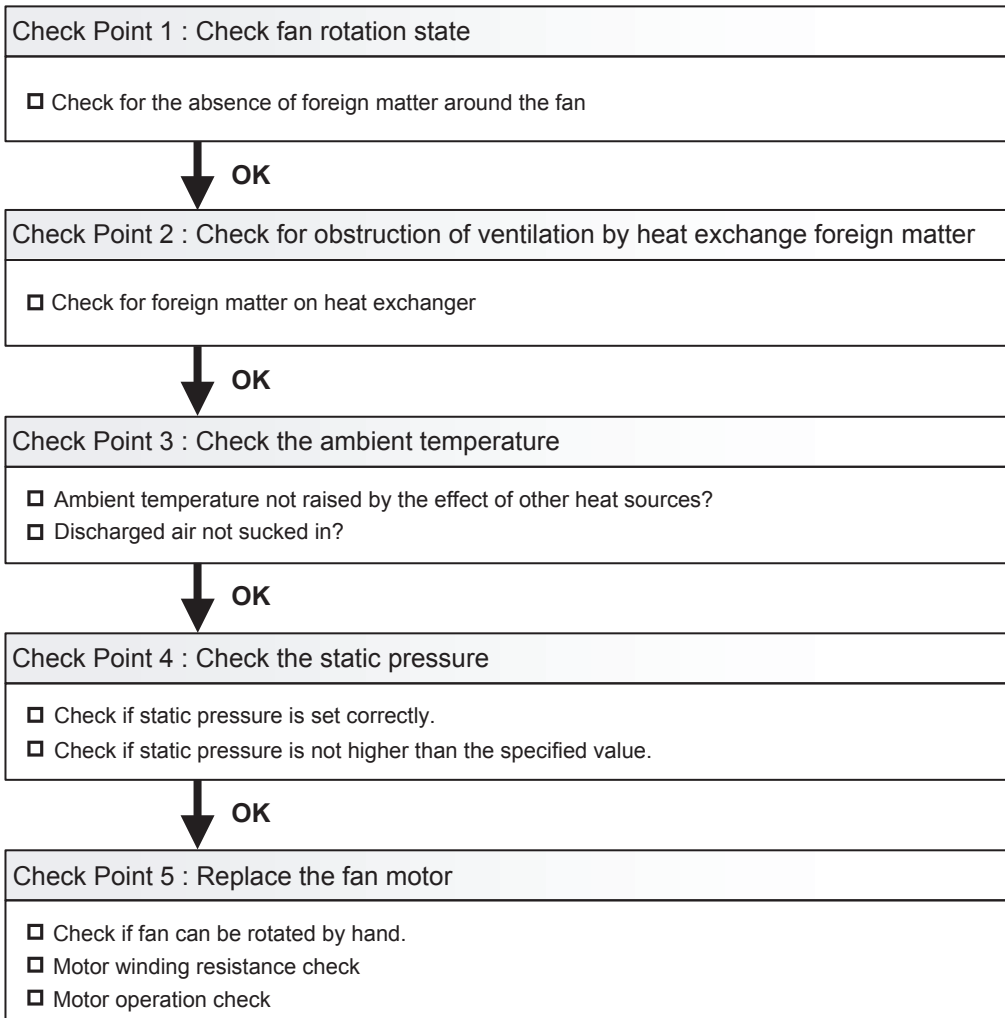 Check Point 1 : Check fan rotation state
Check for the absence of foreign matter around the fan
OK
Check Point 2 : Check for obstruction of ventilation by heat exchange foreign matter
Check for foreign matter on heat exchanger
OK
Check Point 3 : Check the ambient temperature
Ambient temperature not raised by the effect of other heat sources?
Discharged air not sucked in?
OK
Check Point 4 : Check the static pressure
Check if static pressure is set correctly.
Check if static pressure is not higher than the specified value.
OK
Check Point 5 : Replace the fan motor
Check if fan can be rotated by hand.
Motor winding resistance check
Motor operation check